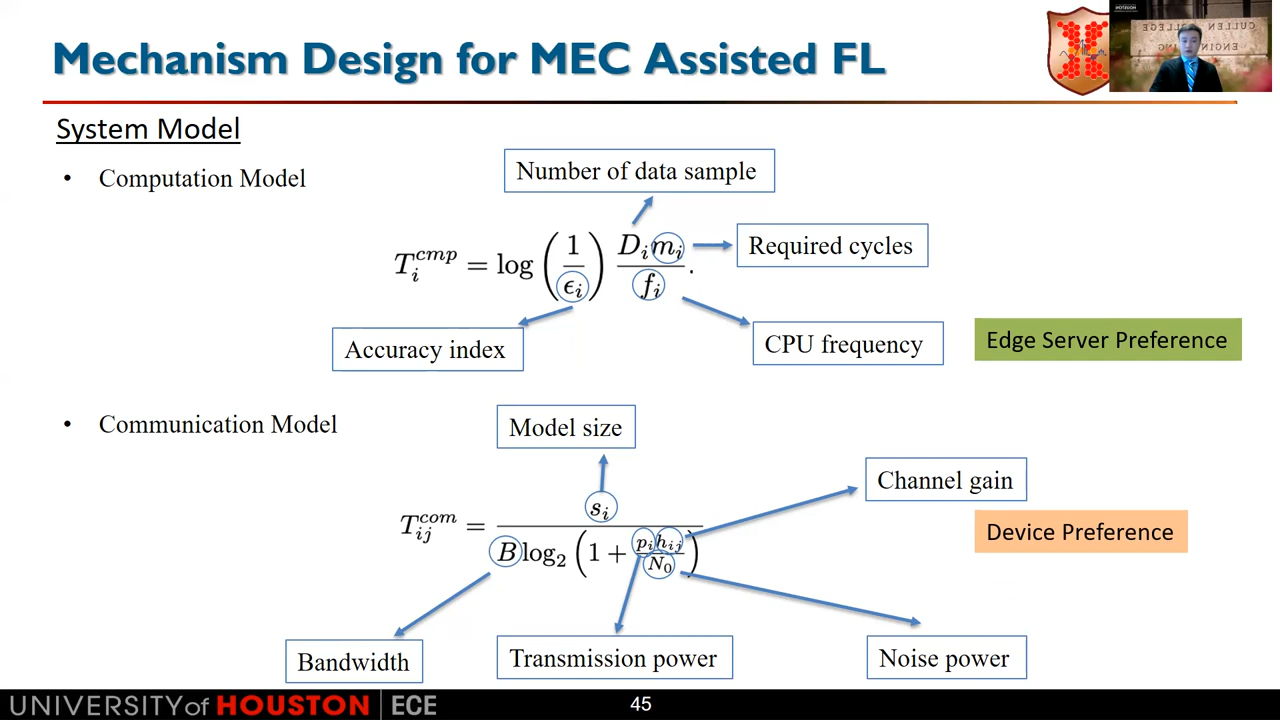 Mechanism Design for MEC Assisted FL
System Model
• Computation Model
Number of data sample
T_i^{cmp} = log (1/ϵ_i) D_i m_i / f_i .
Required cycles
Accuracy index
CPU frequency
Edge Server Preference
• Communication Model
Model size
Channel gain
T_{ij}^{com} = s_i / B log_2 (1 + p_i h_{ij} / N_0)
Device Preference
Bandwidth
Transmission power
Noise power
UNIVERSITY of HOUSTON | ECE
45